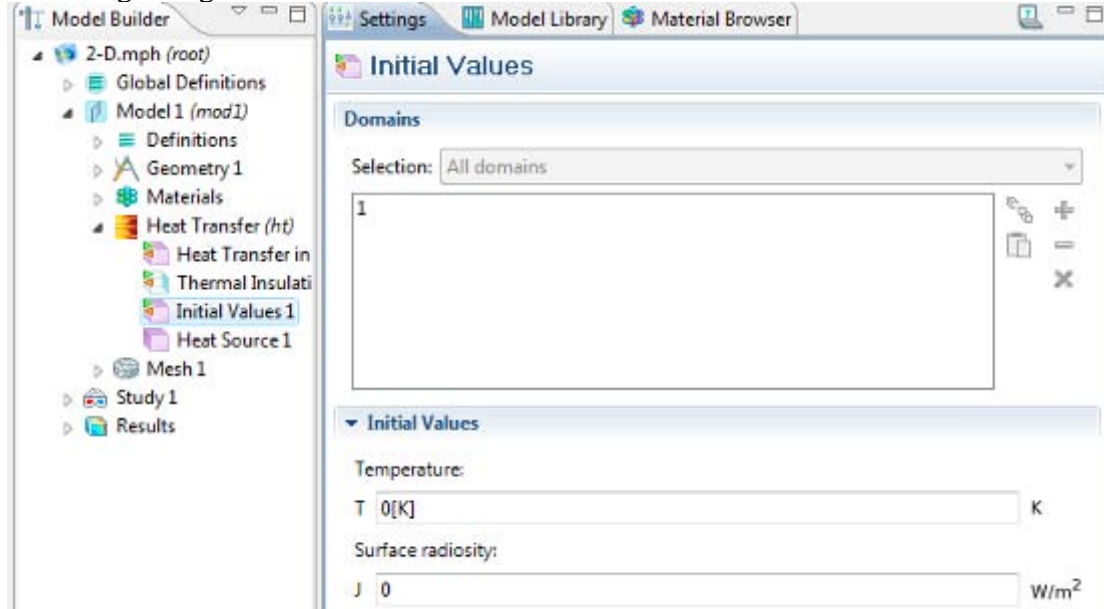 Model Builder
2-D.mph (root)
Global Definitions
Model 1 (mod1)
Definitions
Geometry 1
Materials
Heat Transfer (ht)
Heat Transfer in
Thermal Insulati
Initial Values 1
Heat Source 1
Mesh 1
Study 1
Results
Settings Model Library Material Browser
Initial Values
Domains
Selection: All domains
1
Initial Values
Temperature:
T 0[K] K
Surface radiosity:
J 0 W/m²